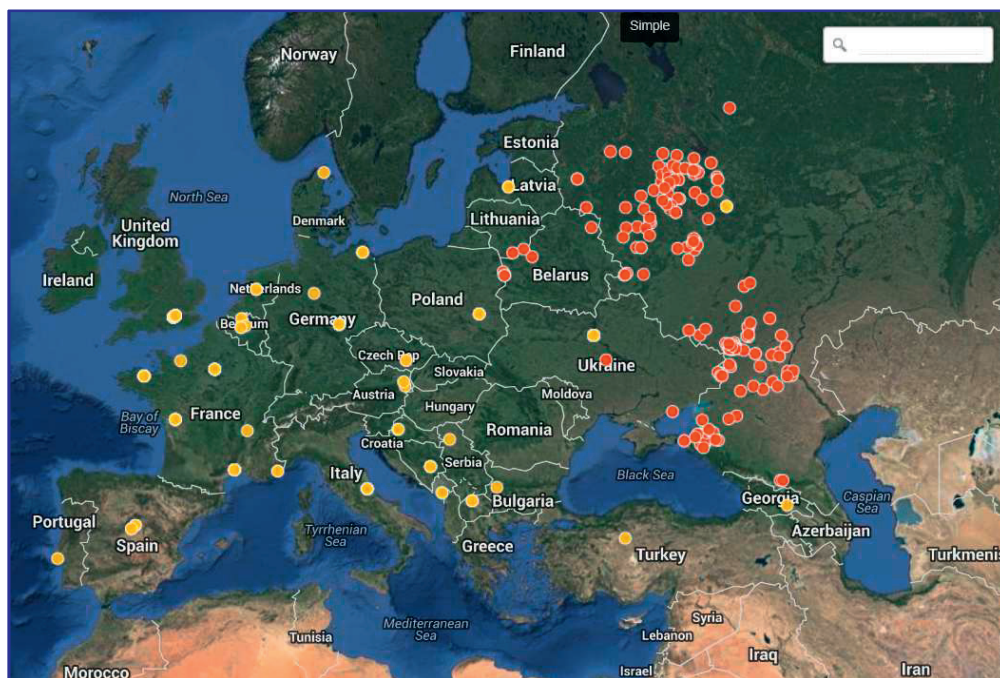 Simple
Norway
Finland
Estonia
North Sea
Latvia
Denmark
Lithuania
United
Kingdom
Ireland
Belarus
Netherlands
Poland
Belgium
Germany
Czech Rep
Ukraine
Slovakia
Austria
Moldova
Hungary
Bay of
Biscay
France
Croatia
Romania
Serbia
Italy
Black Sea
Bulgaria
Georgia
Caspian
Sea
Portugal
Spain
Tyrrhenian
Sea
Greece
Azerbaijan
Turkey
Turkmenis
Syria
Mediterranean
Sea
Tunisia
Lebanon
Iraq
Iran
Israel
Morocco